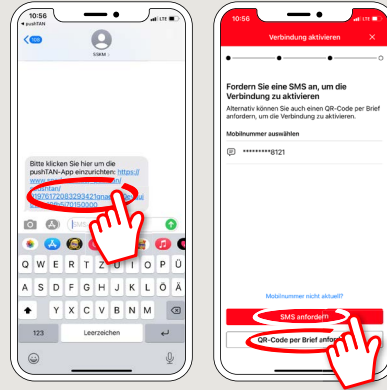 10:56
◀ pushTAN
LTE
SSKM
Bitte klicken Sie hier um die
pushTAN-App einzurichten: https://
SMS
Q W E R T Z U I O P Ü
A S D F G H J K L Ö Ä
Y X C V B N M
123 Leerzeichen
10:56
LTE
Verbindung aktivieren ×
Fordern Sie eine SMS an, um die
Verbindung zu aktivieren
Alternativ können Sie auch einen QR-Code per Brief
anfordern, um die Verbindung zu aktivieren.
Mobilnummer auswählen
*********8121
Mobilnummer nicht aktuell?
SMS anfordern
QR-Code per Brief anfor